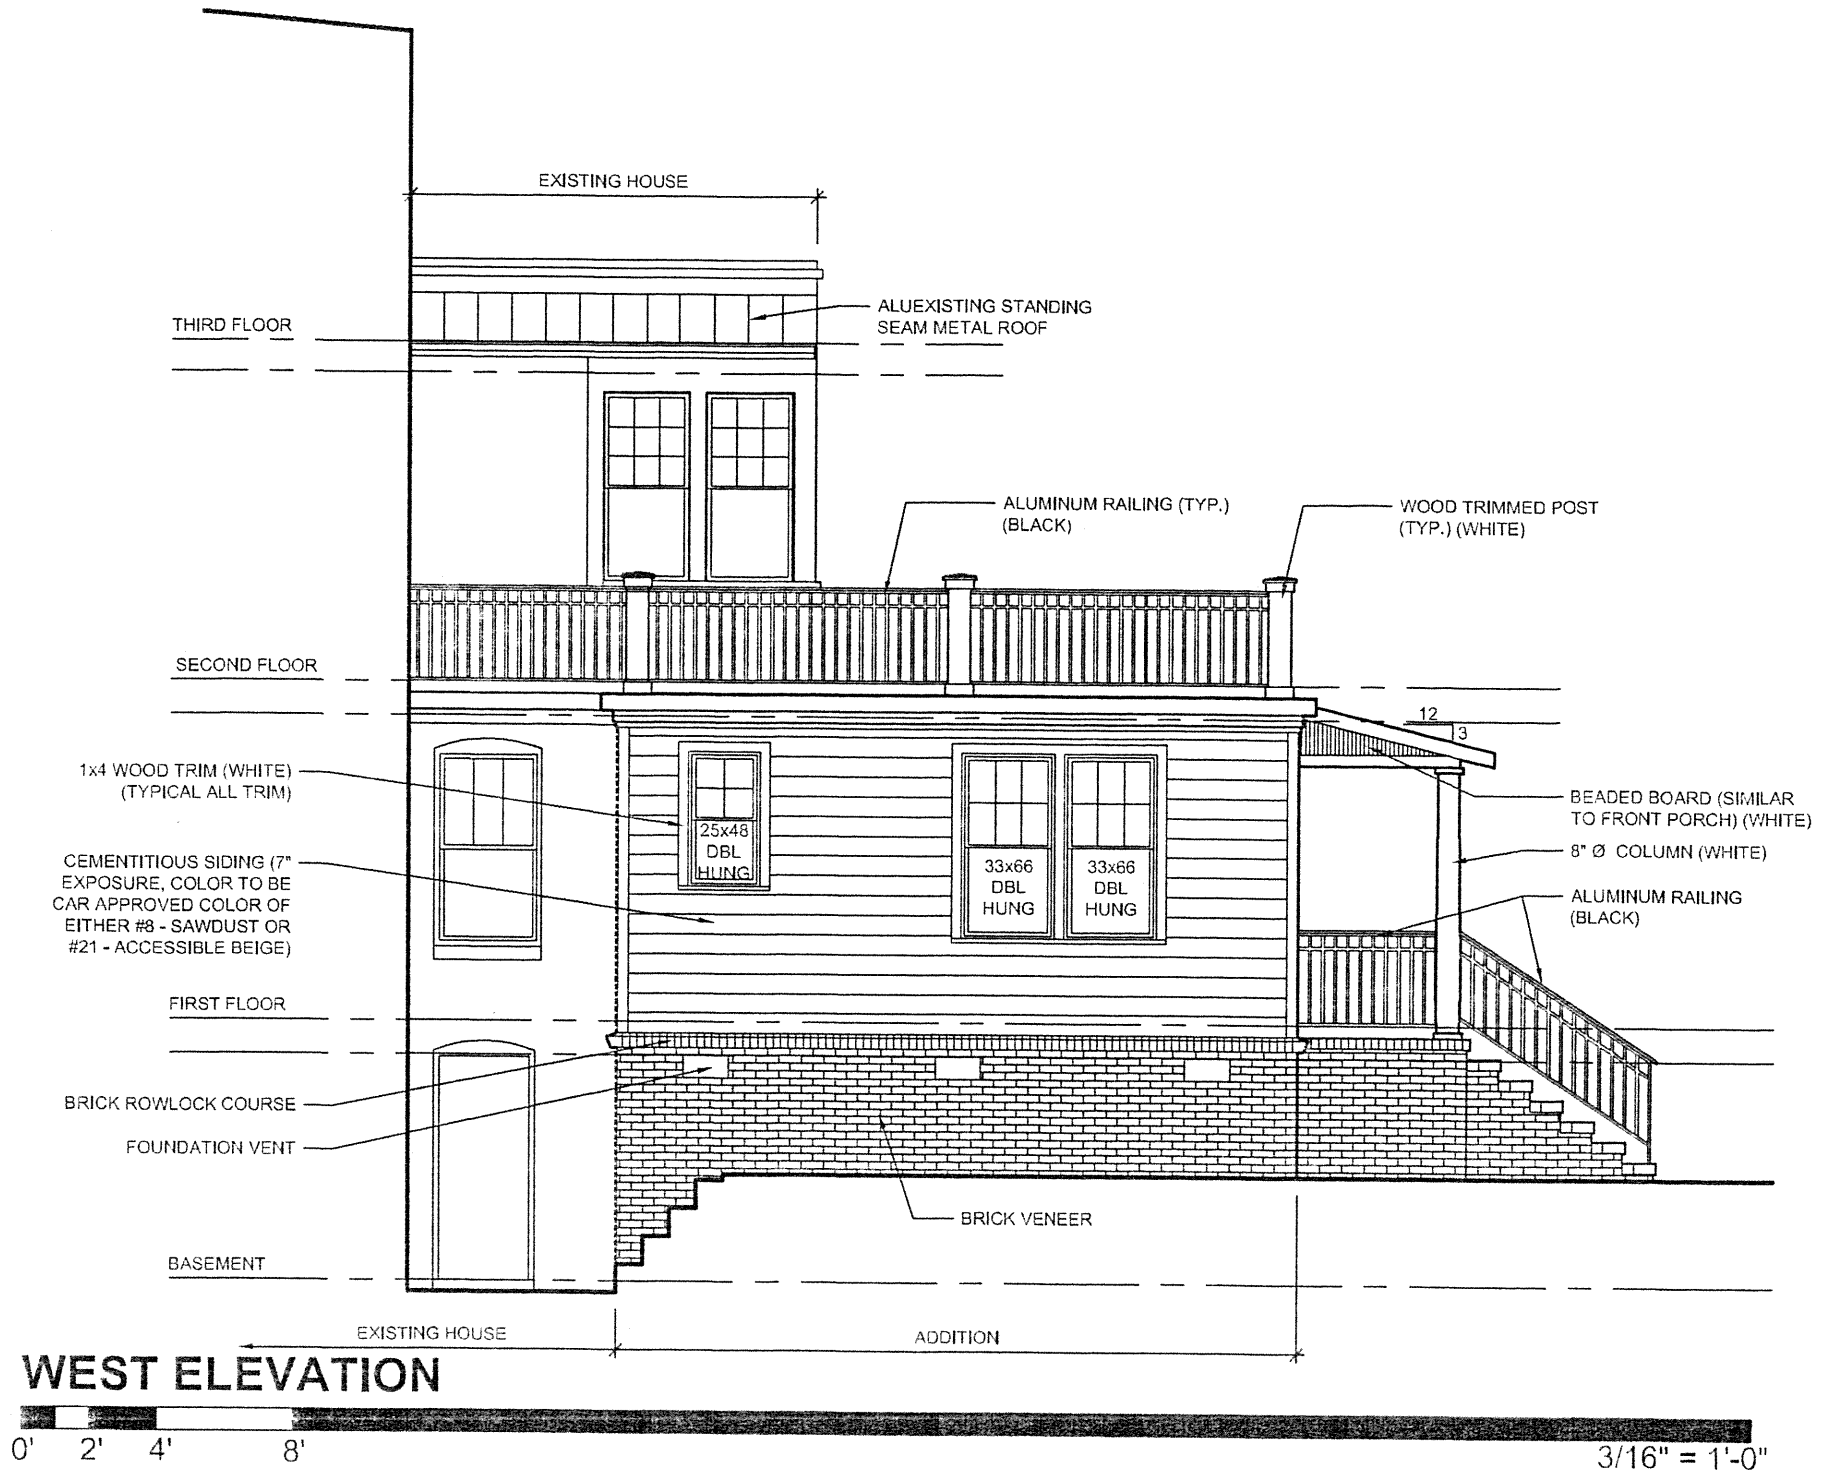 EXISTING HOUSE
ALUEXISTING STANDING
SEAM METAL ROOF
THIRD FLOOR
ALUMINUM RAILING (TYP.)
(BLACK)
WOOD TRIMMED POST
(TYP.) (WHITE)
SECOND FLOOR
12
3
1x4 WOOD TRIM (WHITE)
(TYPICAL ALL TRIM)
25x48
DBL
HUNG
33x66
DBL
HUNG
33x66
DBL
HUNG
BEADED BOARD (SIMILAR
TO FRONT PORCH) (WHITE)
8" Ø COLUMN (WHITE)
ALUMINUM RAILING
(BLACK)
CEMENTITIOUS SIDING (7"
EXPOSURE, COLOR TO BE
CAR APPROVED COLOR OF
EITHER #8 - SAWDUST OR
#21 - ACCESSIBLE BEIGE)
FIRST FLOOR
BRICK ROWLOCK COURSE
FOUNDATION VENT
BRICK VENEER
BASEMENT
EXISTING HOUSE
ADDITION
WEST ELEVATION
0' 2' 4' 8'
3/16" = 1'-0"